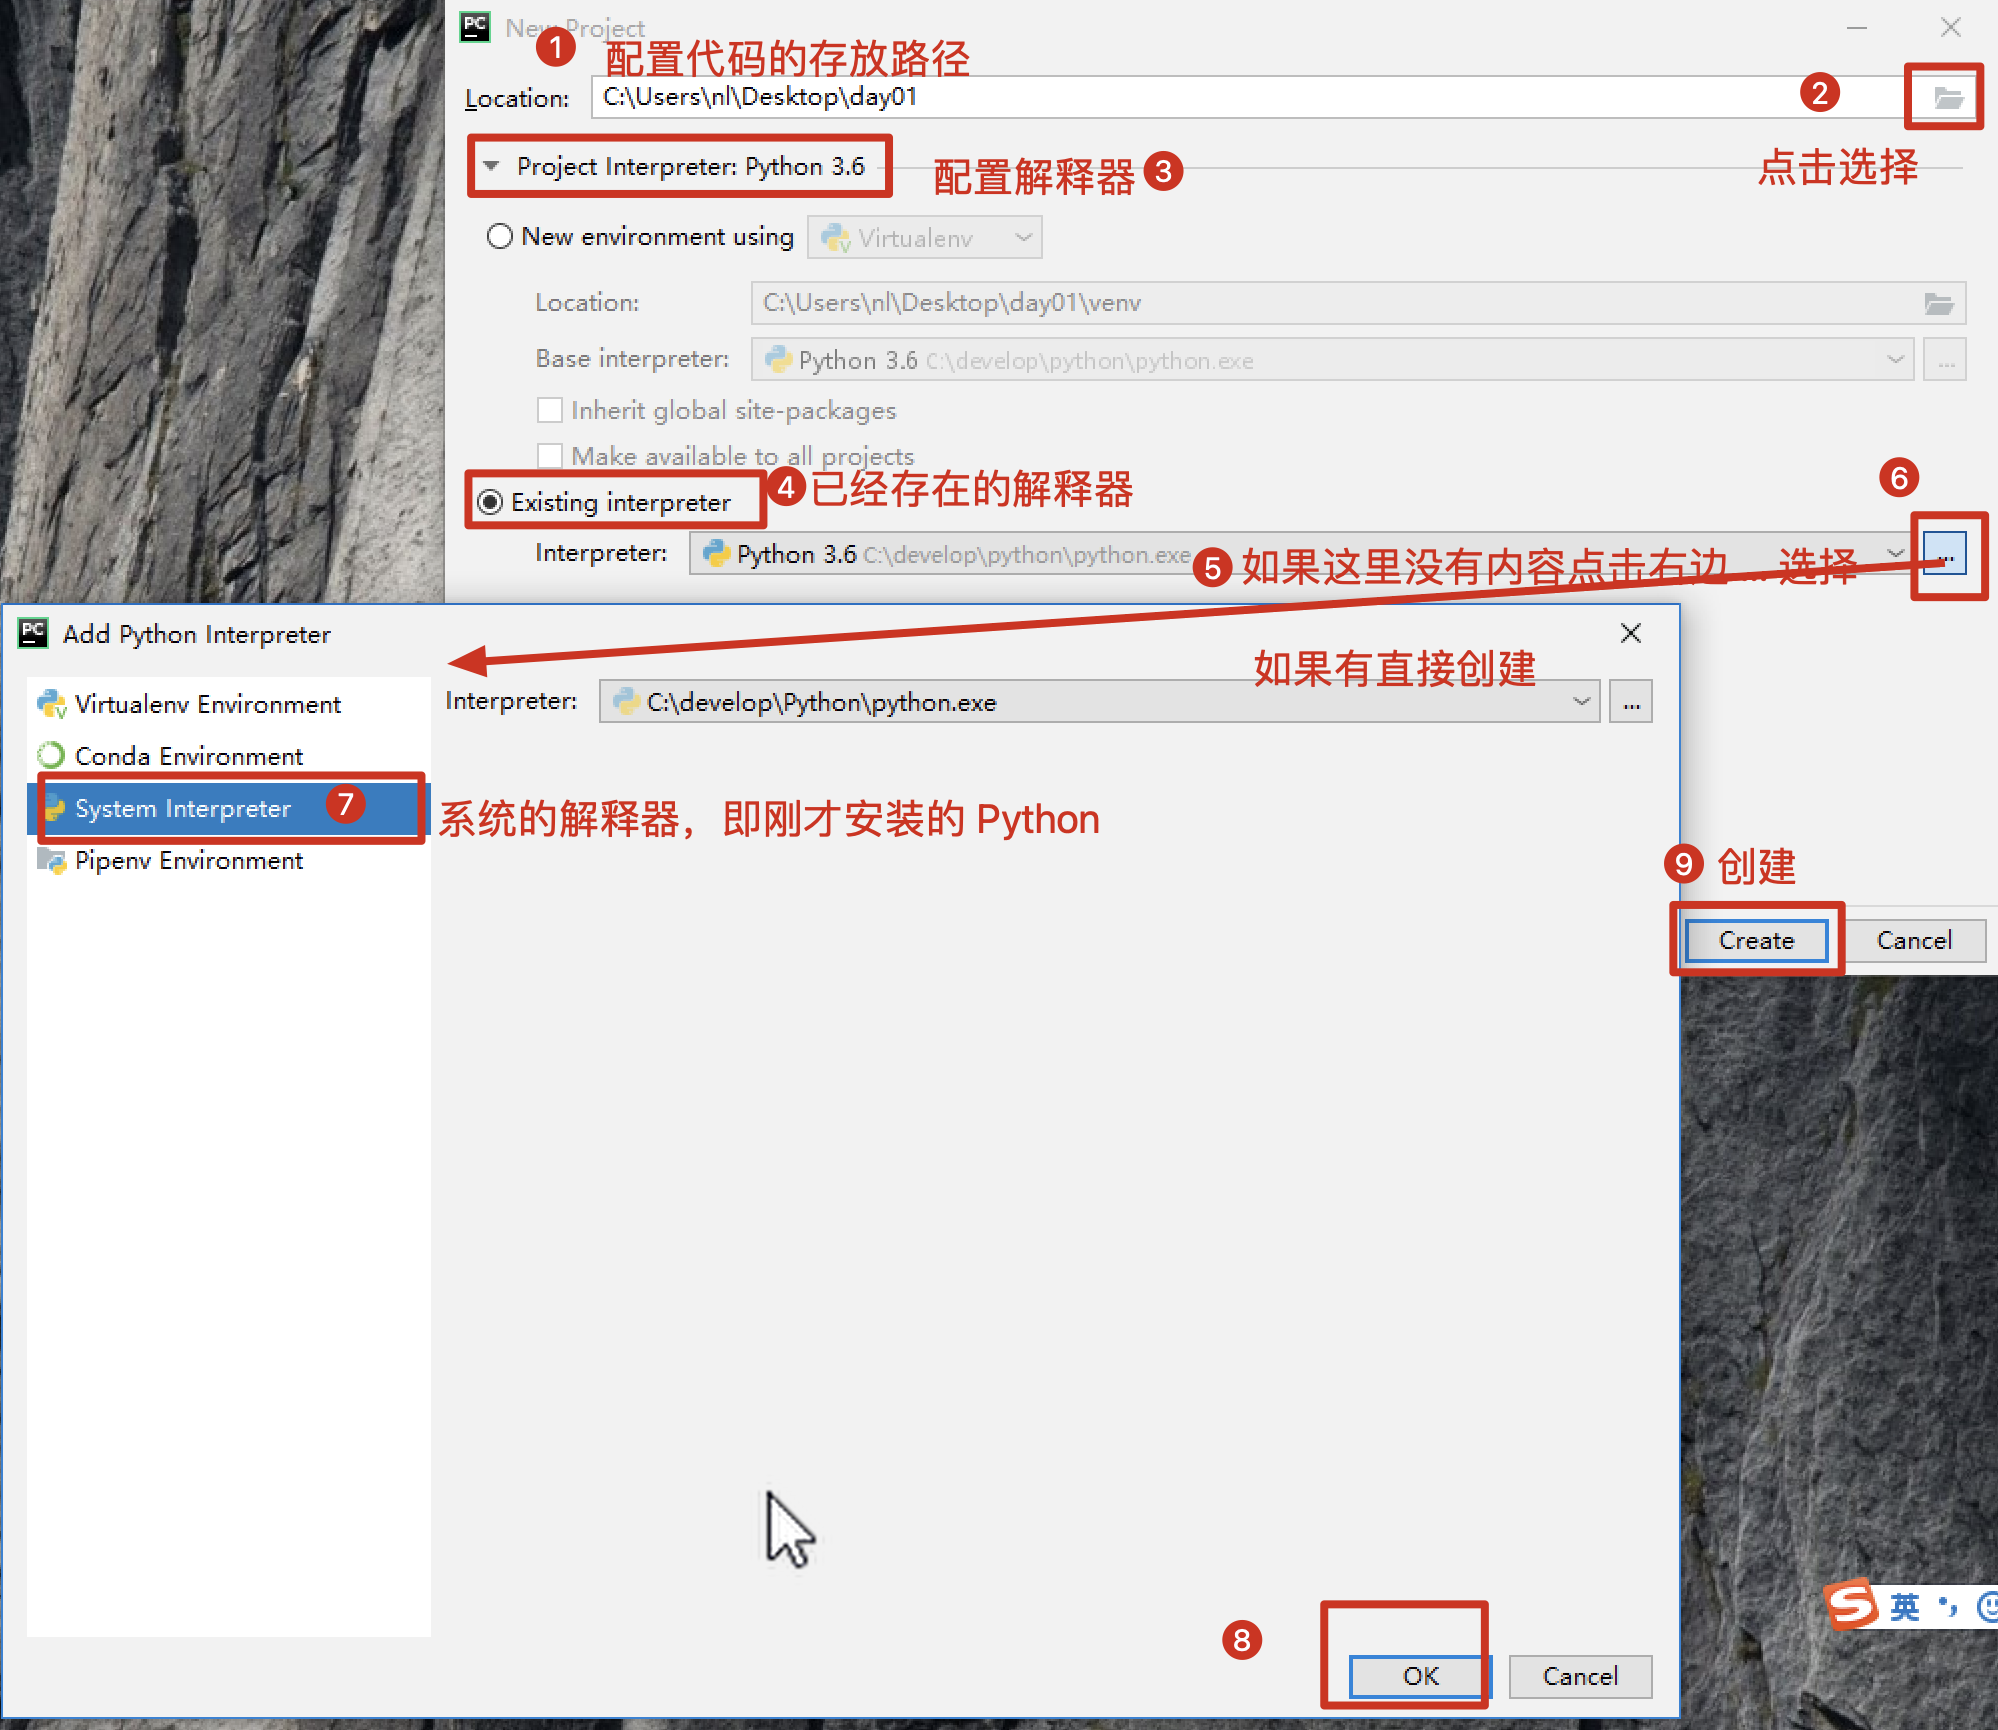 PC New Project
1 配置代码的存放路径
Location: C:\Users\nl\Desktop\day01 2
Project Interpreter: Python 3.6 配置解释器 3 点击选择
New environment using Virtualenv
Location: C:\Users\nl\Desktop\day01\venv
Base interpreter: Python 3.6 C:\develop\python\python.exe ...
Inherit global site-packages
Make available to all projects
Existing interpreter 4 已经存在的解释器 6
Interpreter: Python 3.6 C:\develop\python\python.exe 5 如果这里没有内容点击右边 ... 选择 ...
PC Add Python Interpreter
如果有直接创建
Virtualenv Environment Interpreter: C:\develop\Python\python.exe ...
Conda Environment
System Interpreter 7 系统的解释器，即刚才安装的 Python
Pipenv Environment
9 创建
Create Cancel
S 英
8
OK Cancel